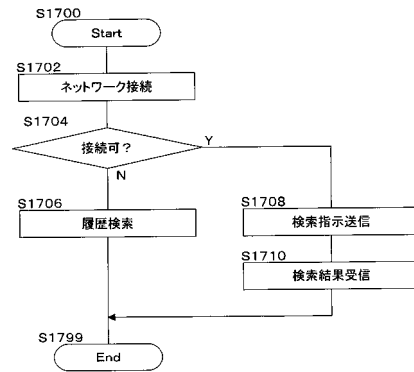 S1700
Start
S1702
ネットワーク接続
S1704
接続可?
Y
N
S1706
履歴検索
S1708
検索指示送信
S1710
検索結果受信
S1799
End